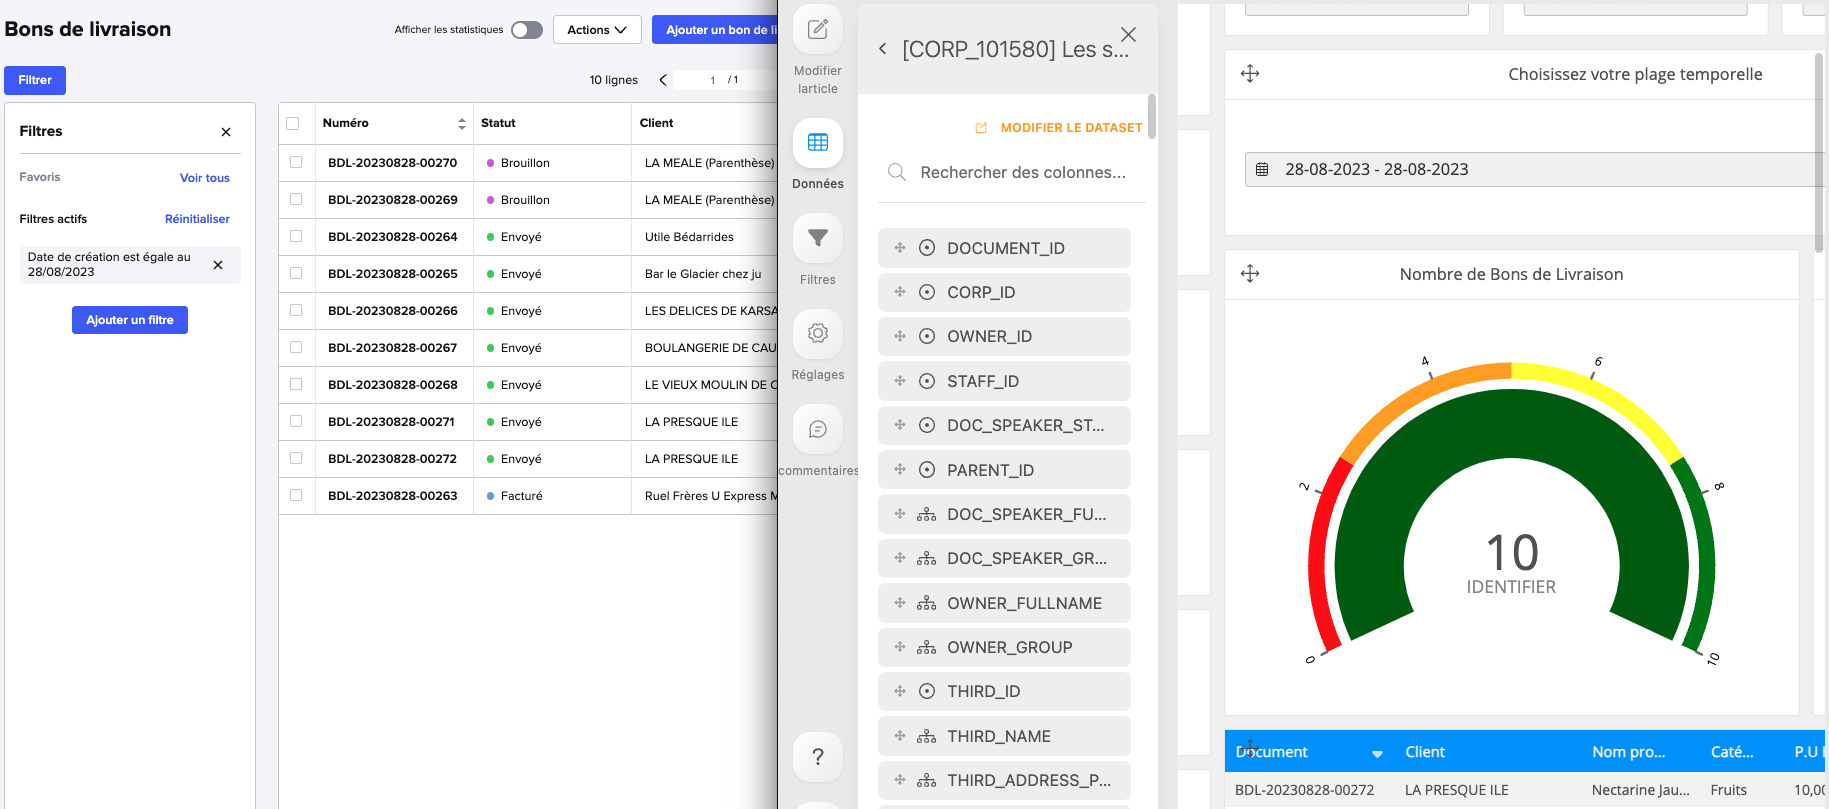 Bons de livraison
Afficher les statistiques
Actions
Ajouter un bon de li
Filtrer
10 lignes
1 / 1
Filtres
Favoris
Voir tous
Filtres actifs
Réinitialiser
Date de création est égale au
28/08/2023
Ajouter un filtre
Numéro Statut Client
BDL-20230828-00270 Brouillon LA MEALE (Parenthèse)
BDL-20230828-00269 Brouillon LA MEALE (Parenthèse)
BDL-20230828-00264 Envoyé Utile Bédarrides
BDL-20230828-00265 Envoyé Bar le Glacier chez ju
BDL-20230828-00266 Envoyé LES DELICES DE KARSA
BDL-20230828-00267 Envoyé BOULANGERIE DE CAU
BDL-20230828-00268 Envoyé LE VIEUX MOULIN DE C
BDL-20230828-00271 Envoyé LA PRESQUE ILE
BDL-20230828-00272 Envoyé LA PRESQUE ILE
BDL-20230828-00263 Facturé Ruel Frères U Express M
Modifier
larticle
Données
Filtres
Réglages
commentaires
?
[CORP_101580] Les s...
MODIFIER LE DATASET
Rechercher des colonnes...
DOCUMENT_ID
CORP_ID
OWNER_ID
STAFF_ID
DOC_SPEAKER_ST...
PARENT_ID
DOC_SPEAKER_FU...
DOC_SPEAKER_GR...
OWNER_FULLNAME
OWNER_GROUP
THIRD_ID
THIRD_NAME
THIRD_ADDRESS_P...
Choisissez votre plage temporelle
28-08-2023 - 28-08-2023
Nombre de Bons de Livraison
0
2
4
6
8
10
10
IDENTIFIER
Document Client Nom pro... Caté... P.U
BDL-20230828-00272 LA PRESQUE ILE Nectarine Jau... Fruits 10,00